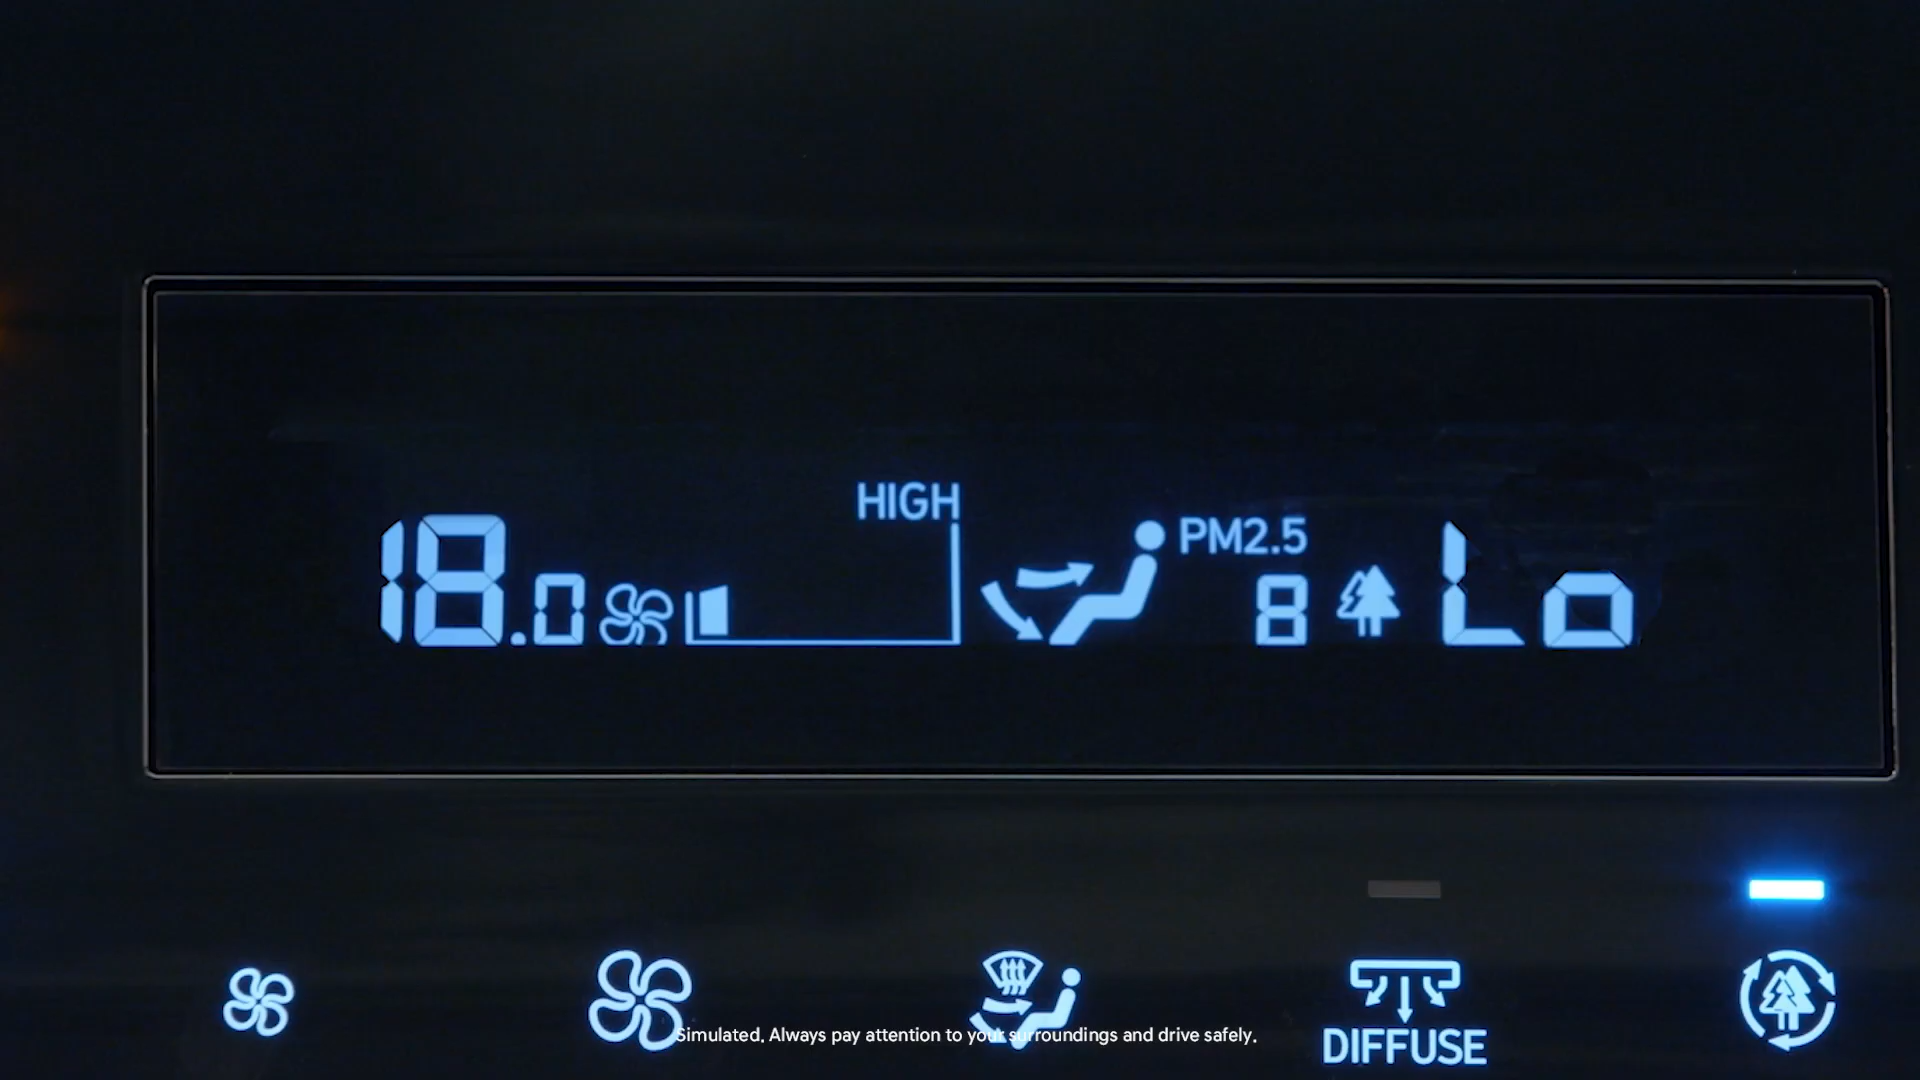 HIGH
18.0
PM2.5
8
Lo
DIFFUSE
Simulated. Always pay attention to your surroundings and drive safely.